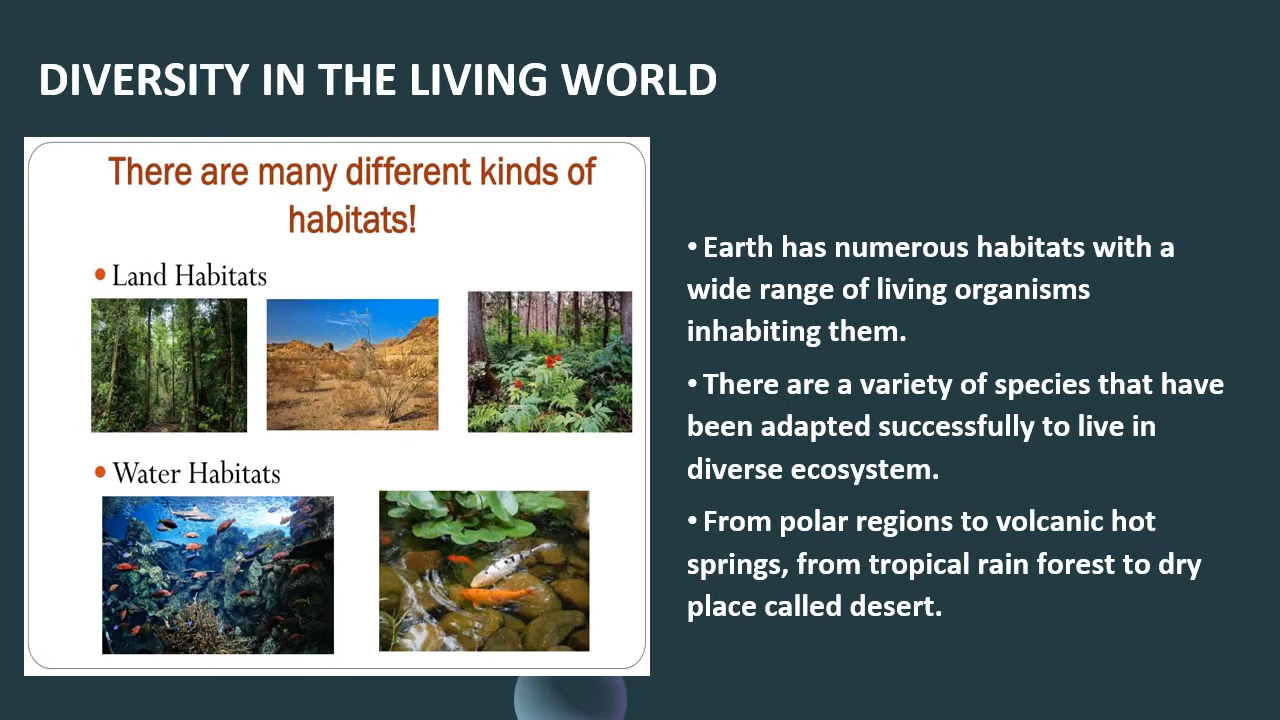 DIVERSITY IN THE LIVING WORLD
There are many different kinds of
habitats!
• Land Habitats
• Water Habitats
• Earth has numerous habitats with a
wide range of living organisms
inhabiting them.
• There are a variety of species that have
been adapted successfully to live in
diverse ecosystem.
• From polar regions to volcanic hot
springs, from tropical rain forest to dry
place called desert.